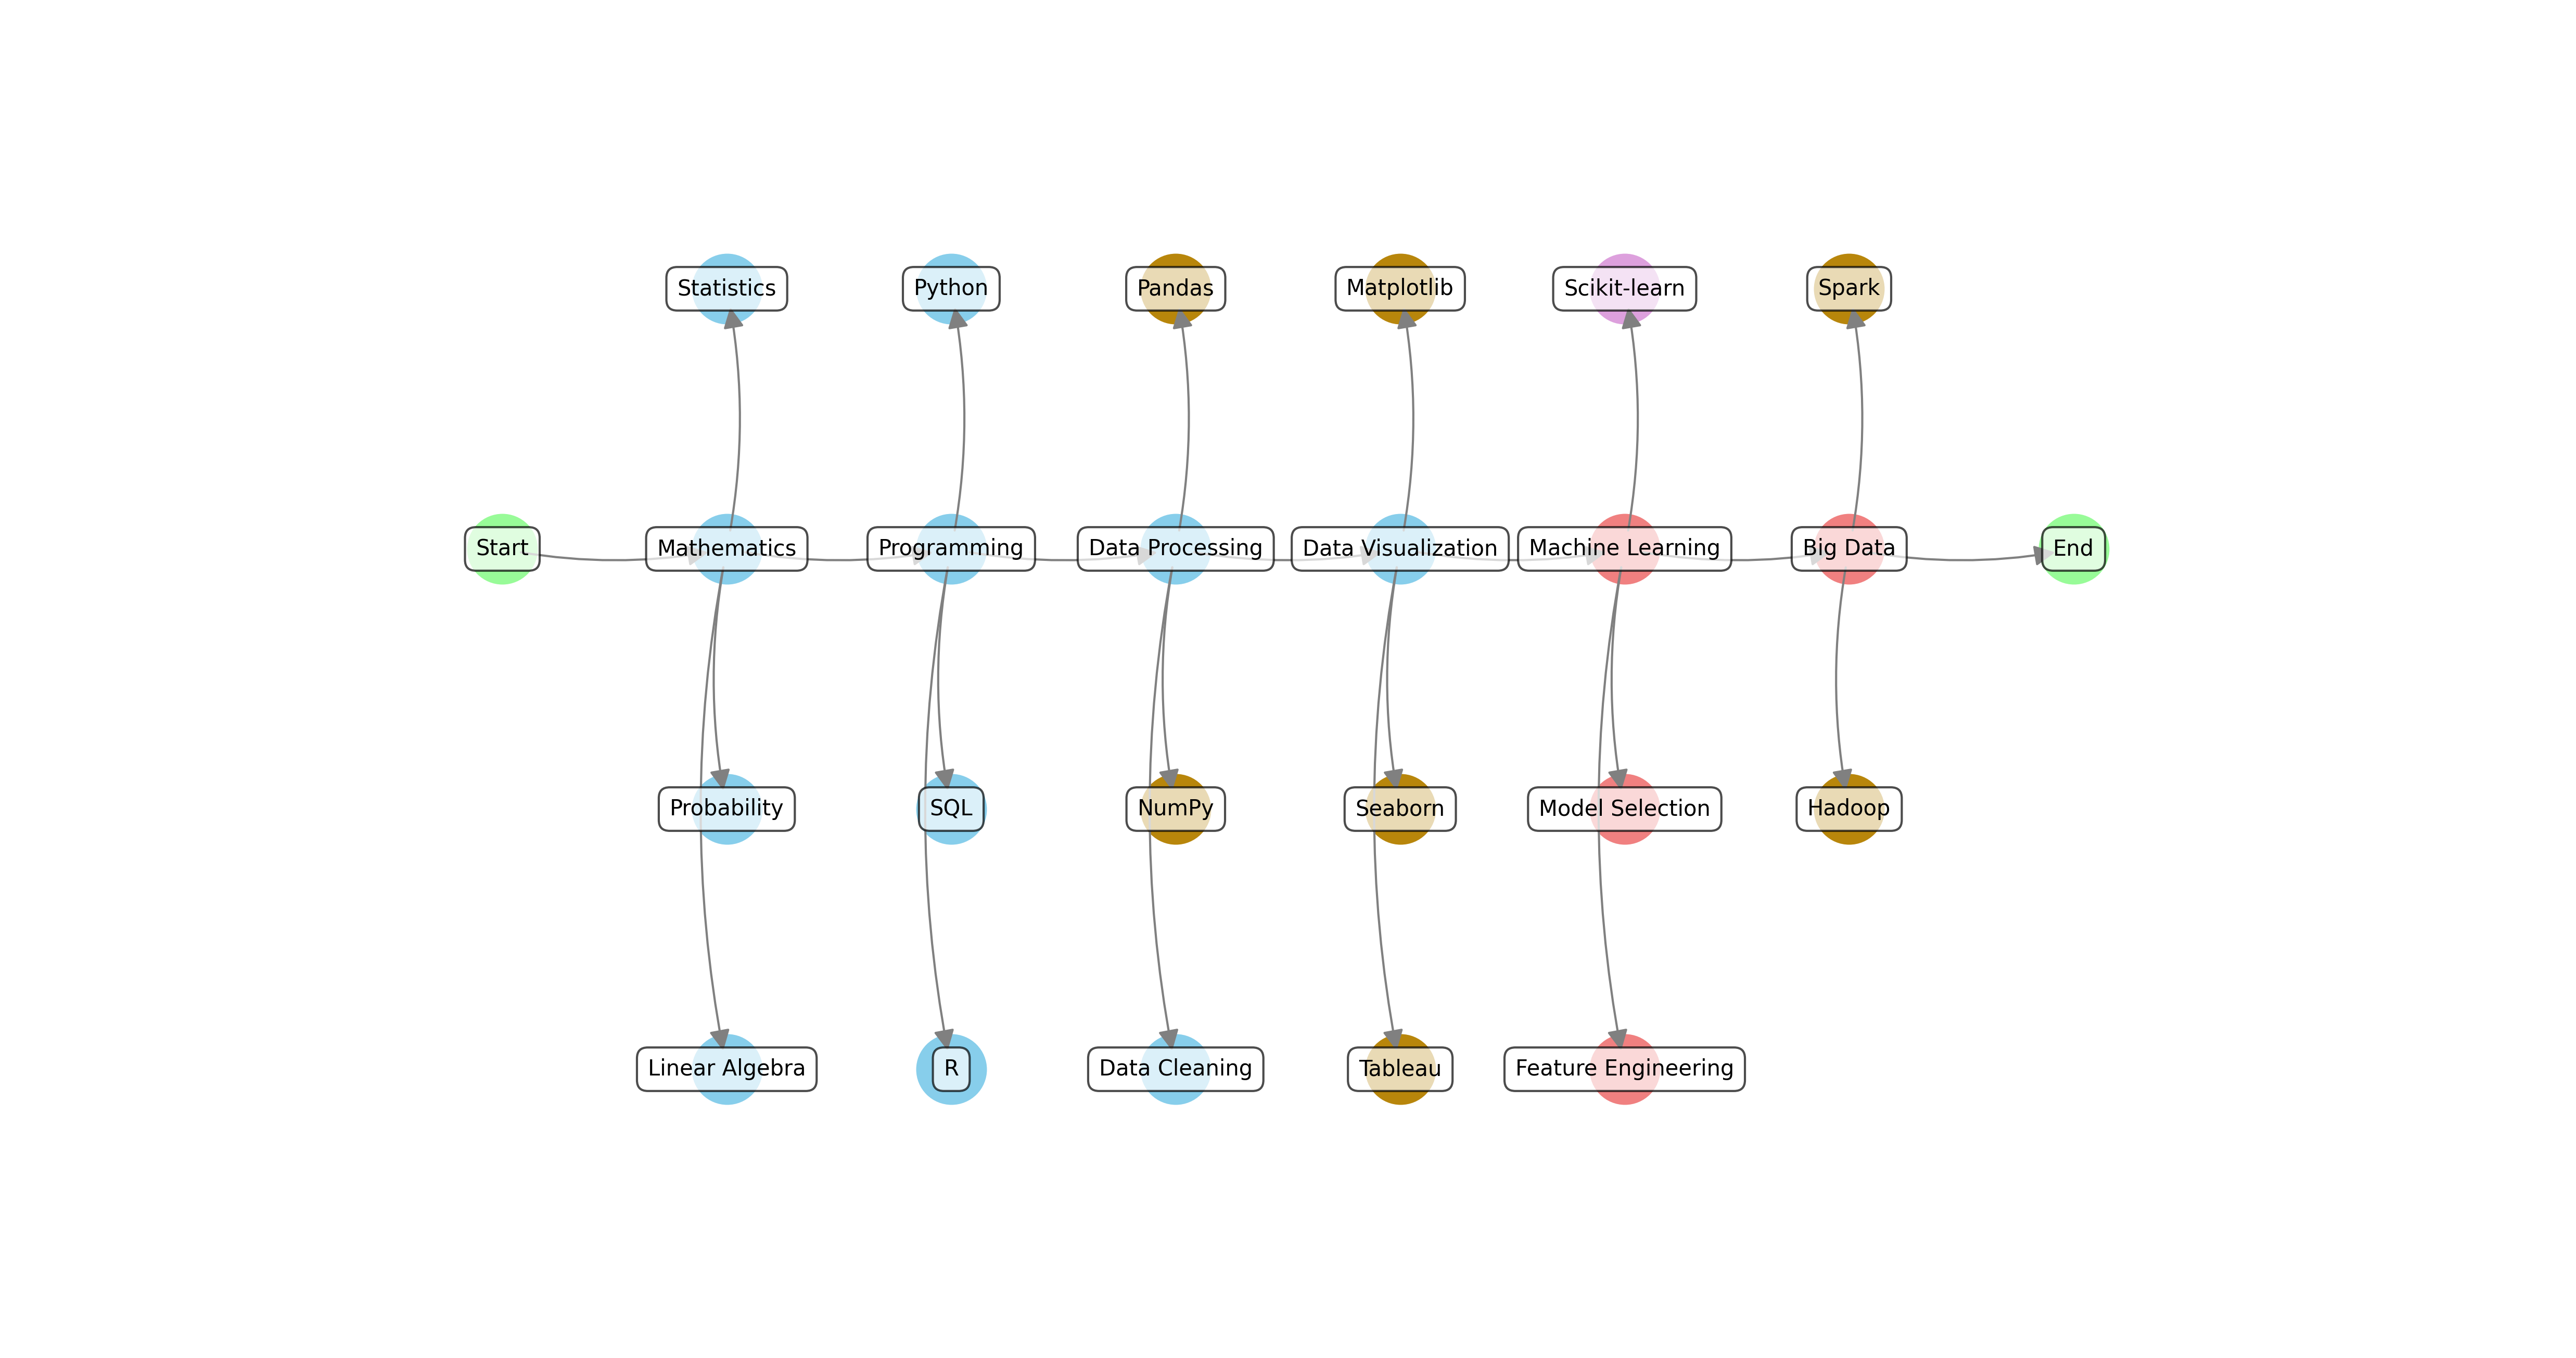 Statistics
Python
Pandas
Matplotlib
Scikit-learn
Spark
Start
Mathematics
Programming
Data Processing
Data Visualization
Machine Learning
Big Data
End
Probability
SQL
NumPy
Seaborn
Model Selection
Hadoop
Linear Algebra
R
Data Cleaning
Tableau
Feature Engineering